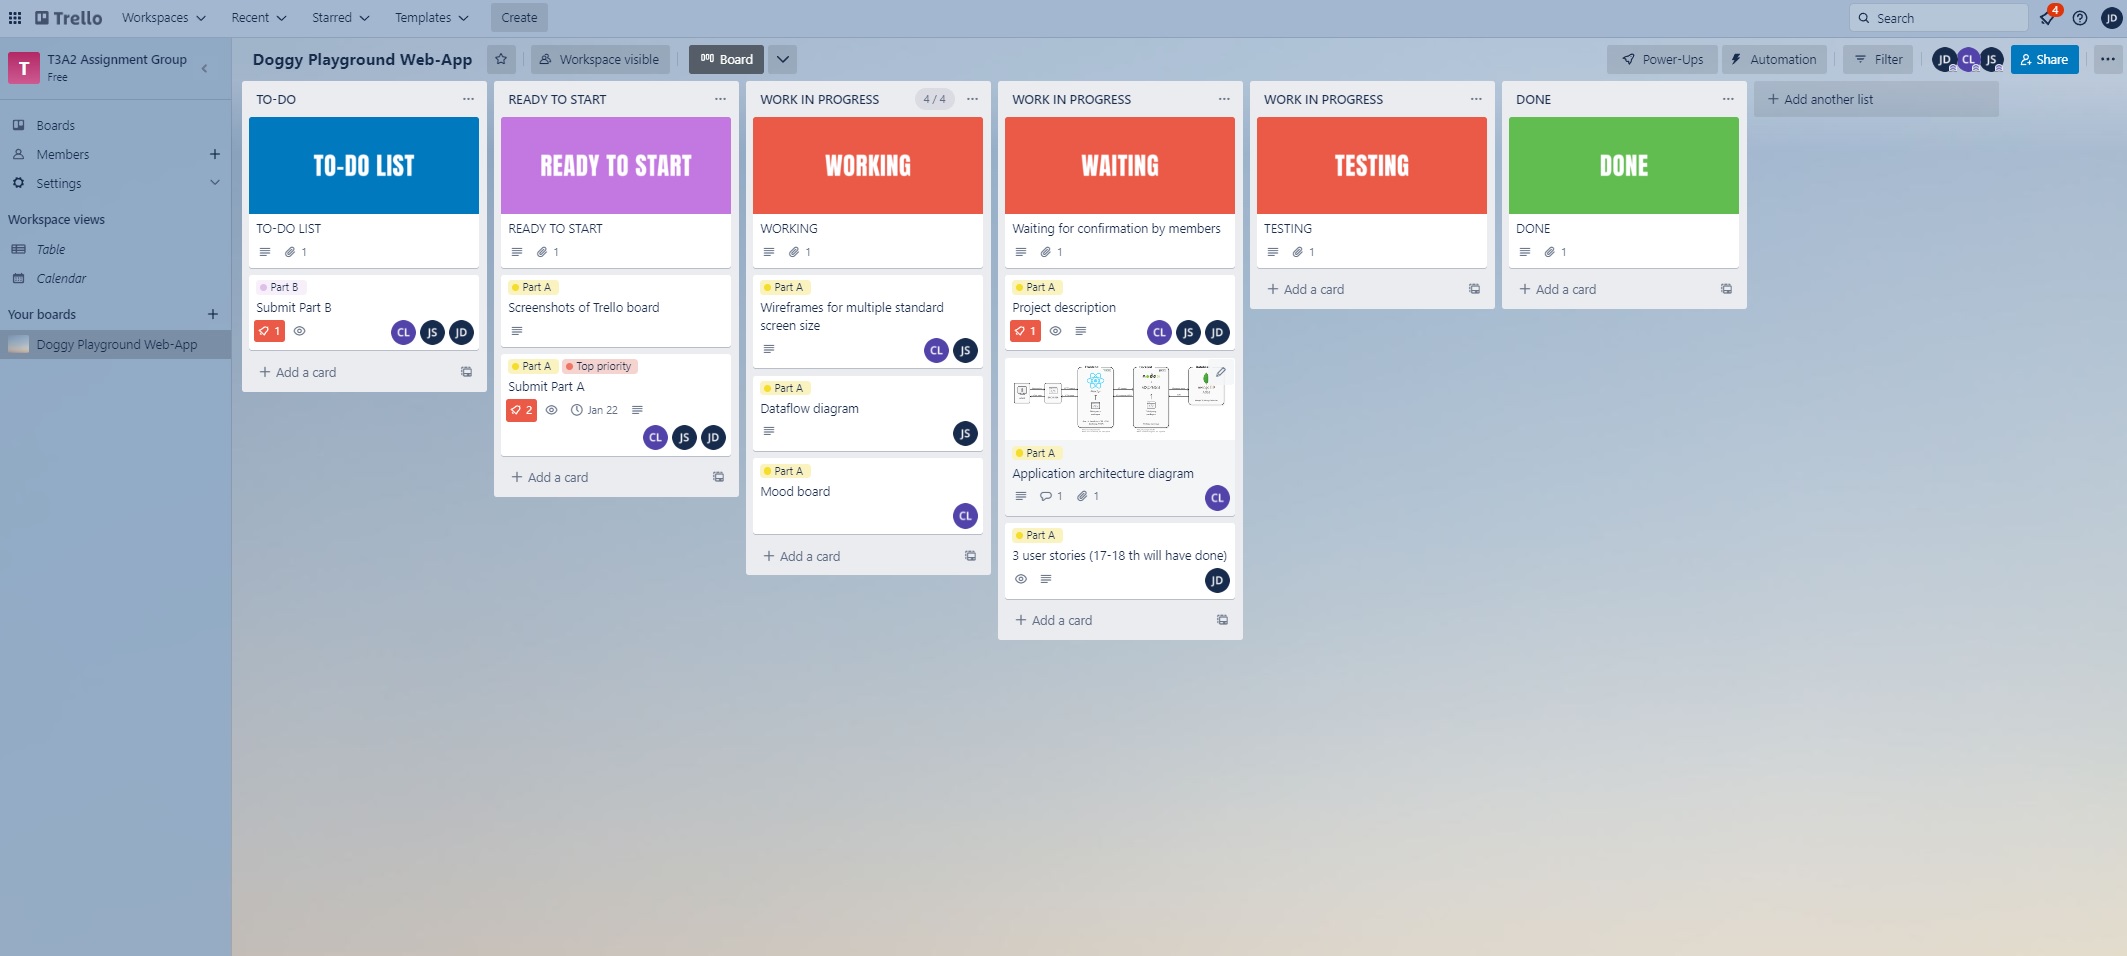 Trello
Workspaces
Recent
Starred
Templates
Create
Search
4
JD
T
T3A2 Assignment Group
Free
Boards
Members
Settings
Workspace views
Table
Calendar
Your boards
Doggy Playground Web-App
Doggy Playground Web-App
Workspace visible
Board
Power-Ups
Automation
Filter
JD CL JS
Share
TO-DO
TO-DO LIST
TO-DO LIST
1
Part B
Submit Part B
1
CL JS JD
Add a card
READY TO START
READY TO START
READY TO START
1
Part A
Screenshots of Trello board
Part A Top priority
Submit Part A
2 Jan 22
CL JS JD
Add a card
WORK IN PROGRESS 4 / 4
WORKING
WORKING
1
Part A
Wireframes for multiple standard
screen size
CL JS
Part A
Dataflow diagram
JS
Part A
Mood board
CL
Add a card
WORK IN PROGRESS
WAITING
Waiting for confirmation by members
1
Part A
Project description
1
CL JS JD
Part A
Application architecture diagram
1 1
CL
Part A
3 user stories (17-18 th will have done)
JD
Add a card
WORK IN PROGRESS
TESTING
TESTING
1
Add a card
DONE
DONE
DONE
1
Add a card
Add another list